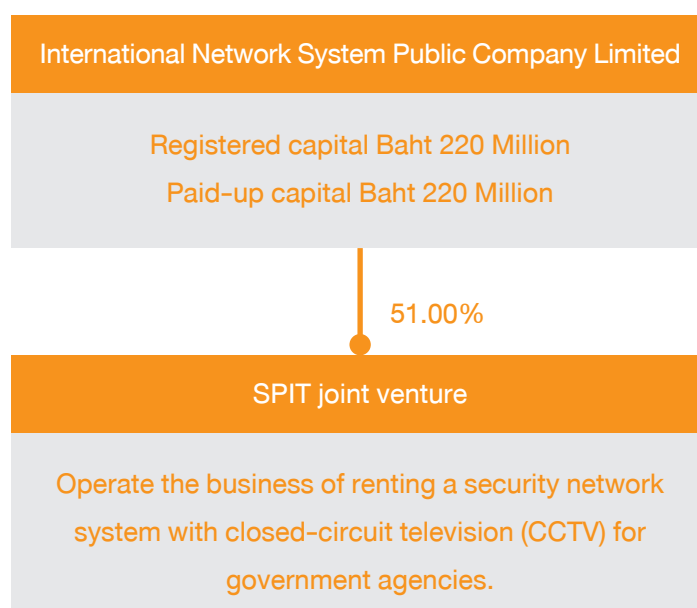 International Network System Public Company Limited
Registered capital Baht 220 Million
Paid-up capital Baht 220 Million
51.00%
SPIT joint venture
Operate the business of renting a security network
system with closed-circuit television (CCTV) for
government agencies.